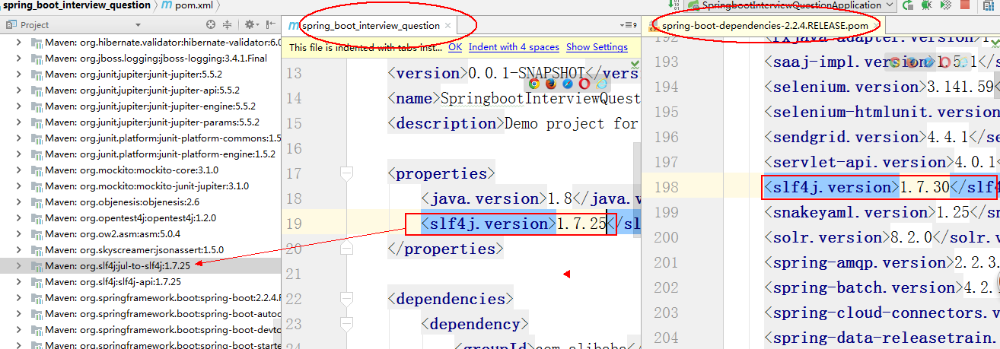 spring_boot_interview_question
pom.xml
SpringbootInterviewQuestionApplication
Project
Maven: org.hibernate.validator:hibernate-validator:6.0
Maven: org.jboss.logging:jboss-logging:3.4.1.Final
Maven: org.junit.jupiter:junit-jupiter:5.5.2
Maven: org.junit.jupiter:junit-jupiter-api:5.5.2
Maven: org.junit.jupiter:junit-jupiter-engine:5.5.2
Maven: org.junit.jupiter:junit-jupiter-params:5.5.2
Maven: org.junit.platform:junit-platform-commons:1.5
Maven: org.junit.platform:junit-platform-engine:1.5.2
Maven: org.mockito:mockito-core:3.1.0
Maven: org.mockito:mockito-junit-jupiter:3.1.0
Maven: org.objenesis:objenesis:2.6
Maven: org.opentest4j:opentest4j:1.2.0
Maven: org.ow2.asm:asm:5.0.4
Maven: org.skyscreamer:jsonassert:1.5.0
Maven: org.slf4j:jul-to-slf4j:1.7.25
Maven: org.slf4j:slf4j-api:1.7.25
Maven: org.springframework.boot:spring-boot:2.2.4.
Maven: org.springframework.boot:spring-boot-autoc
Maven: org.springframework.boot:spring-boot-devto
Maven: org.springframework.boot:spring-boot-starte
spring_boot_interview_question
9
This file is indented with tabs inst... OK Indent with 4 spaces Show Settings
13 <version>0.0.1-SNAPSHOT</vers
14 <name>SpringbootInterviewQuest
15 <description>Demo project for
16
17 <properties>
18 <java.version>1.8</java.v
19 <slf4j.version>1.7.25</sl
20 </properties>
21
22 <dependencies>
23 <dependency>
24
spring-boot-dependencies-2.2.4.RELEASE.pom
193 <saaj-impl.version>1.5.1</s
194 <selenium.version>3.141.59<
195 <selenium-htmlunit.version
196 <sendgrid.version>4.4.1</se
197 <servlet-api.version>4.0.1<
198 <slf4j.version>1.7.30</slf4
199 <snakeyaml.version>1.25</sn
200 <solr.version>8.2.0</solr.v
201 <spring-amqp.version>2.2.3.
202 <spring-batch.version>4.2.
203 <spring-cloud-connectors.v
204 <spring-data-releasetrain.